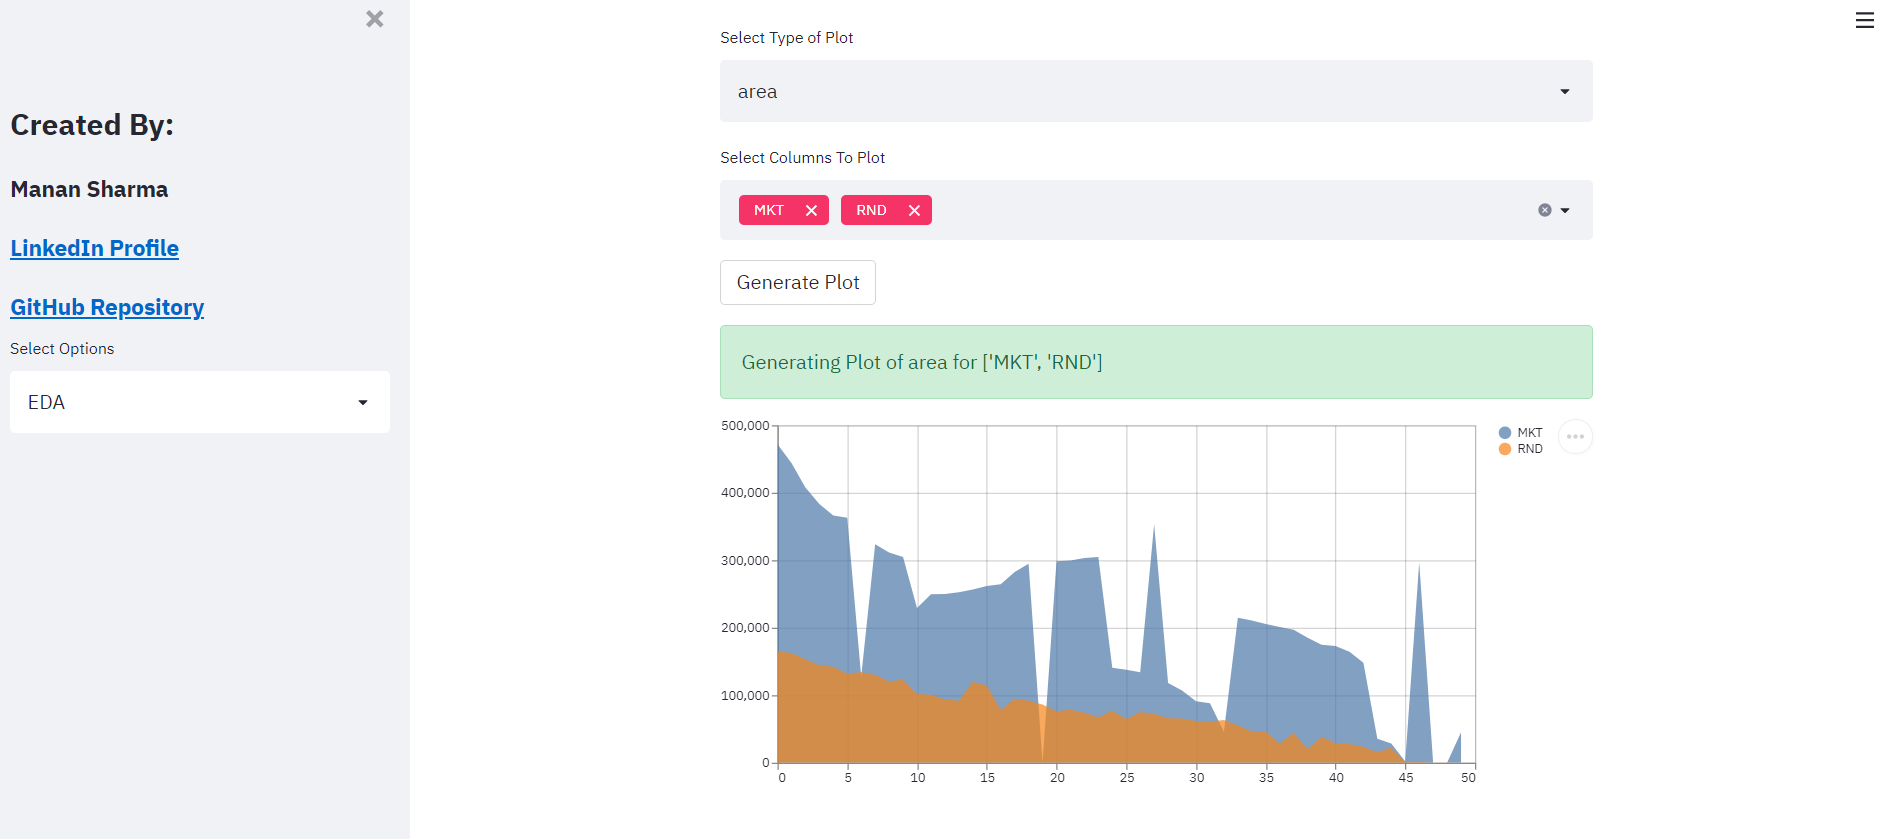 Created By:
Manan Sharma
LinkedIn Profile
GitHub Repository
Select Options
EDA
Select Type of Plot
area
Select Columns To Plot
MKT RND
Generate Plot
Generating Plot of area for ['MKT', 'RND']
500,000
400,000
300,000
200,000
100,000
0
0 5 10 15 20 25 30 35 40 45 50
MKT
RND